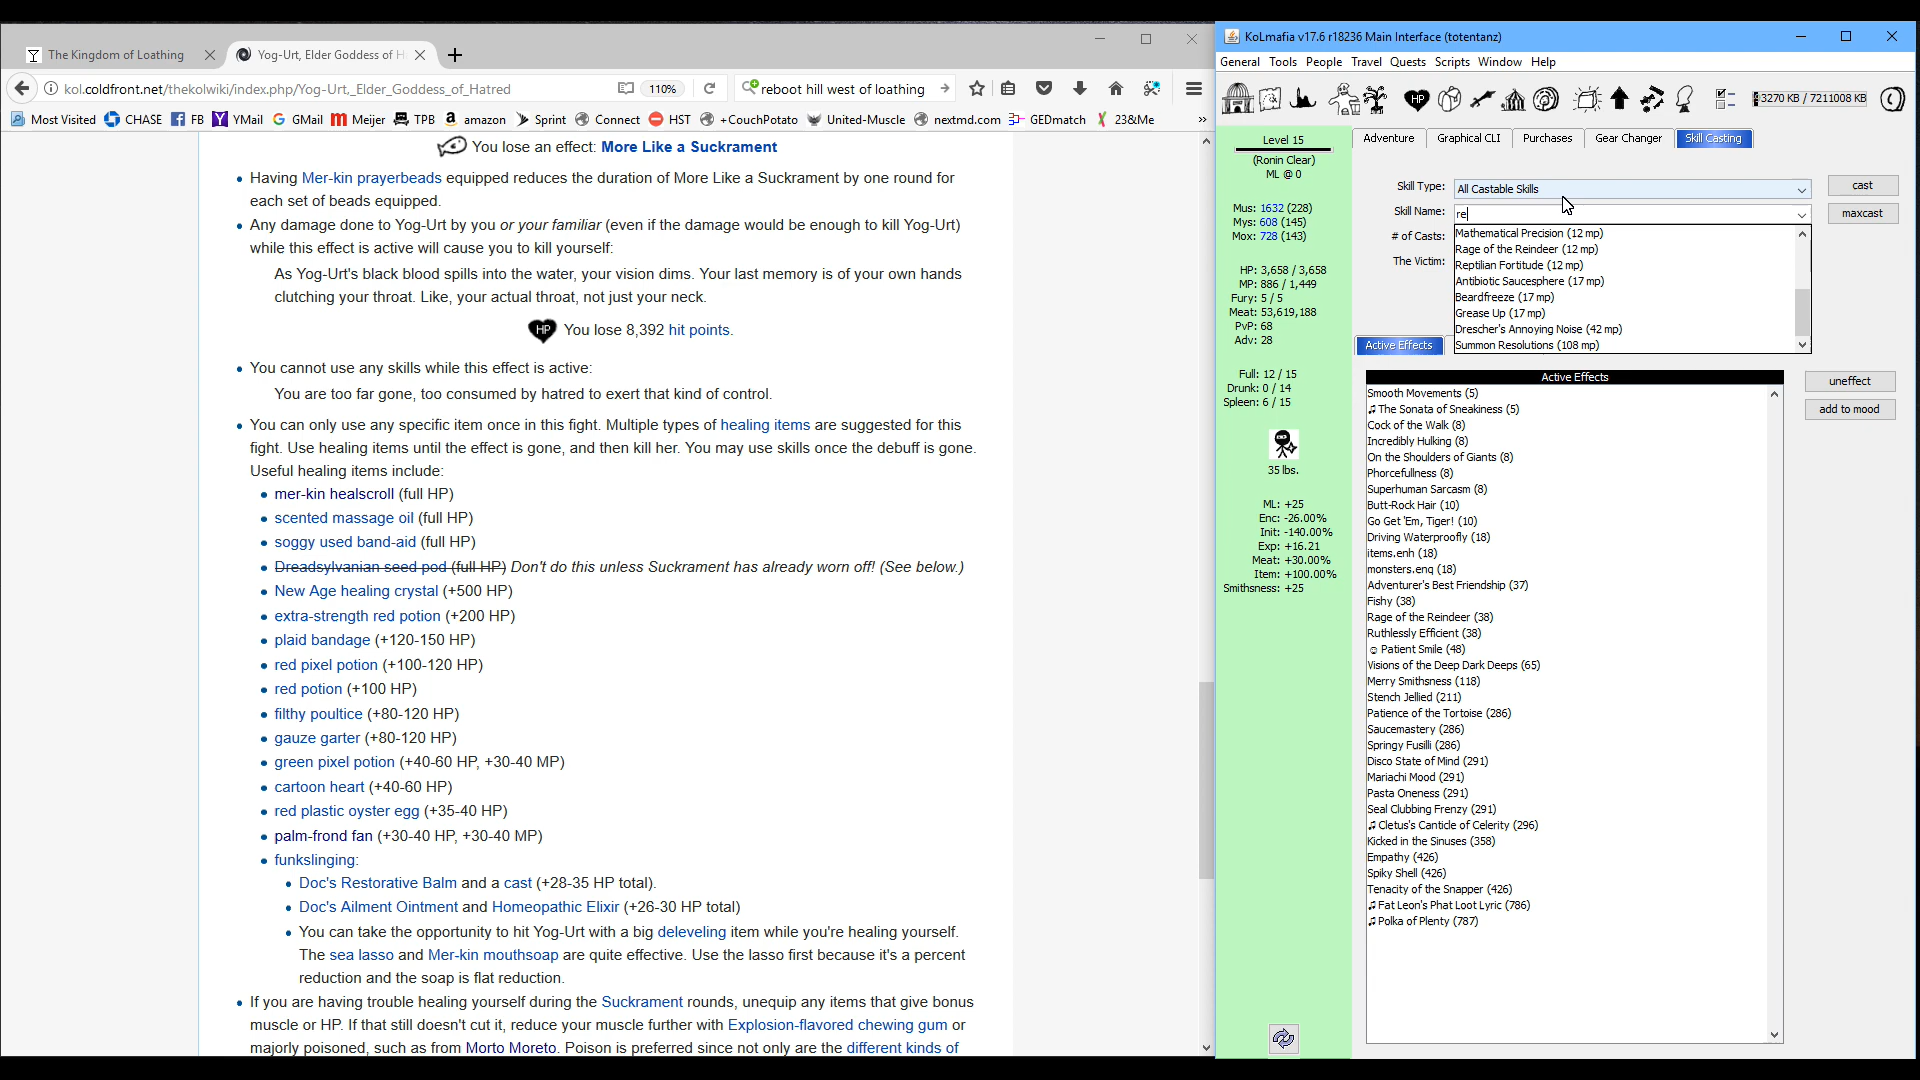 The Kingdom of Loathing
Yog-Urt, Elder Goddess of H
kol.coldfront.net/thekolwiki/index.php/Yog-Urt,_Elder_Goddess_of_Hatred
110%
reboot hill west of loathing
Most Visited CHASE FB YMail GMail Meijer TPB amazon Sprint Connect HST +CouchPotato United-Muscle nextmd.com GEDmatch 23&Me
You lose an effect: More Like a Suckrament
Having Mer-kin prayerbeads equipped reduces the duration of More Like a Suckrament by one round for
each set of beads equipped.
Any damage done to Yog-Urt by you or your familiar (even if the damage would be enough to kill Yog-Urt)
while this effect is active will cause you to kill yourself:
As Yog-Urt's black blood spills into the water, your vision dims. Your last memory is of your own hands
clutching your throat. Like, your actual throat, not just your neck.
HP You lose 8,392 hit points.
You cannot use any skills while this effect is active:
You are too far gone, too consumed by hatred to exert that kind of control.
You can only use any specific item once in this fight. Multiple types of healing items are suggested for this
fight. Use healing items until the effect is gone, and then kill her. You may use skills once the debuff is gone.
Useful healing items include:
mer-kin healscroll (full HP)
scented massage oil (full HP)
soggy used band-aid (full HP)
Dreadsylvanian seed pod (full HP) Don't do this unless Suckrament has already worn off! (See below.)
New Age healing crystal (+500 HP)
extra-strength red potion (+200 HP)
plaid bandage (+120-150 HP)
red pixel potion (+100-120 HP)
red potion (+100 HP)
filthy poultice (+80-120 HP)
gauze garter (+80-120 HP)
green pixel potion (+40-60 HP, +30-40 MP)
cartoon heart (+40-60 HP)
red plastic oyster egg (+35-40 HP)
palm-frond fan (+30-40 HP, +30-40 MP)
funkslinging:
Doc's Restorative Balm and a cast (+28-35 HP total).
Doc's Ailment Ointment and Homeopathic Elixir (+26-30 HP total)
You can take the opportunity to hit Yog-Urt with a big deleveling item while you're healing yourself.
The sea lasso and Mer-kin mouthsoap are quite effective. Use the lasso first because it's a percent
reduction and the soap is flat reduction.
If you are having trouble healing yourself during the Suckrament rounds, unequip any items that give bonus
muscle or HP. If that still doesn't cut it, reduce your muscle further with Explosion-flavored chewing gum or
majorly poisoned, such as from Morto Moreto. Poison is preferred since not only are the different kinds of
KoLmafia v17.6 r18236 Main Interface (totentanz)
General Tools People Travel Quests Scripts Window Help
HP
3270 KB / 7211008 KB
Level 15
(Ronin Clear)
ML @ 0
Mus: 1632 (228)
Mys: 608 (145)
Mox: 728 (143)
HP: 3,658 / 3,658
MP: 886 / 1,449
Fury: 5 / 5
Meat: 53,619,188
PvP: 68
Adv: 28
Full: 12 / 15
Drunk: 0 / 14
Spleen: 6 / 15
35 lbs.
ML: +25
Enc: -26.00%
Init: -140.00%
Exp: +16.21
Meat: +30.00%
Item: +100.00%
Smithsness: +25
Adventure Graphical CLI Purchases Gear Changer Skill Casting
Skill Type: All Castable Skills
cast
Skill Name: re
maxcast
# of Casts:
The Victim:
Mathematical Precision (12 mp)
Rage of the Reindeer (12 mp)
Reptilian Fortitude (12 mp)
Antibiotic Saucesphere (17 mp)
Beardfreeze (17 mp)
Grease Up (17 mp)
Drescher's Annoying Noise (42 mp)
Summon Resolutions (108 mp)
Active Effects
Active Effects
uneffect
add to mood
Smooth Movements (5)
The Sonata of Sneakiness (5)
Cock of the Walk (8)
Incredibly Hulking (8)
On the Shoulders of Giants (8)
Phorcefullness (8)
Superhuman Sarcasm (8)
Butt-Rock Hair (10)
Go Get 'Em, Tiger! (10)
Driving Waterproofly (18)
items.enh (18)
monsters.enq (18)
Adventurer's Best Friendship (37)
Fishy (38)
Rage of the Reindeer (38)
Ruthlessly Efficient (38)
Patient Smile (48)
Visions of the Deep Dark Deeps (65)
Merry Smithsness (118)
Stench Jellied (211)
Patience of the Tortoise (286)
Saucemastery (286)
Springy Fusilli (286)
Disco State of Mind (291)
Mariachi Mood (291)
Pasta Oneness (291)
Seal Clubbing Frenzy (291)
Cletus's Canticle of Celerity (296)
Kicked in the Sinuses (358)
Empathy (426)
Spiky Shell (426)
Tenacity of the Snapper (426)
Fat Leon's Phat Loot Lyric (786)
Polka of Plenty (787)